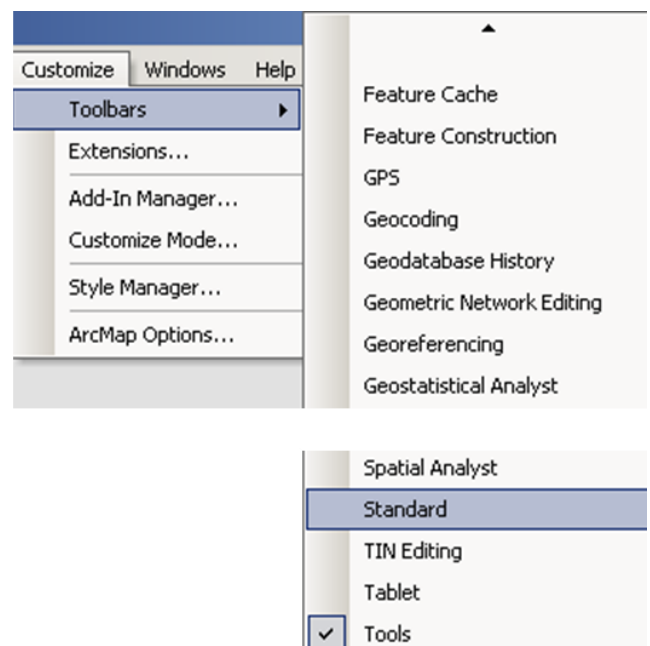 Customize Windows Help
Toolbars
Extensions...
Add-In Manager...
Customize Mode...
Style Manager...
ArcMap Options...
Feature Cache
Feature Construction
GPS
Geocoding
Geodatabase History
Geometric Network Editing
Georeferencing
Geostatistical Analyst
Spatial Analyst
Standard
TIN Editing
Tablet
Tools